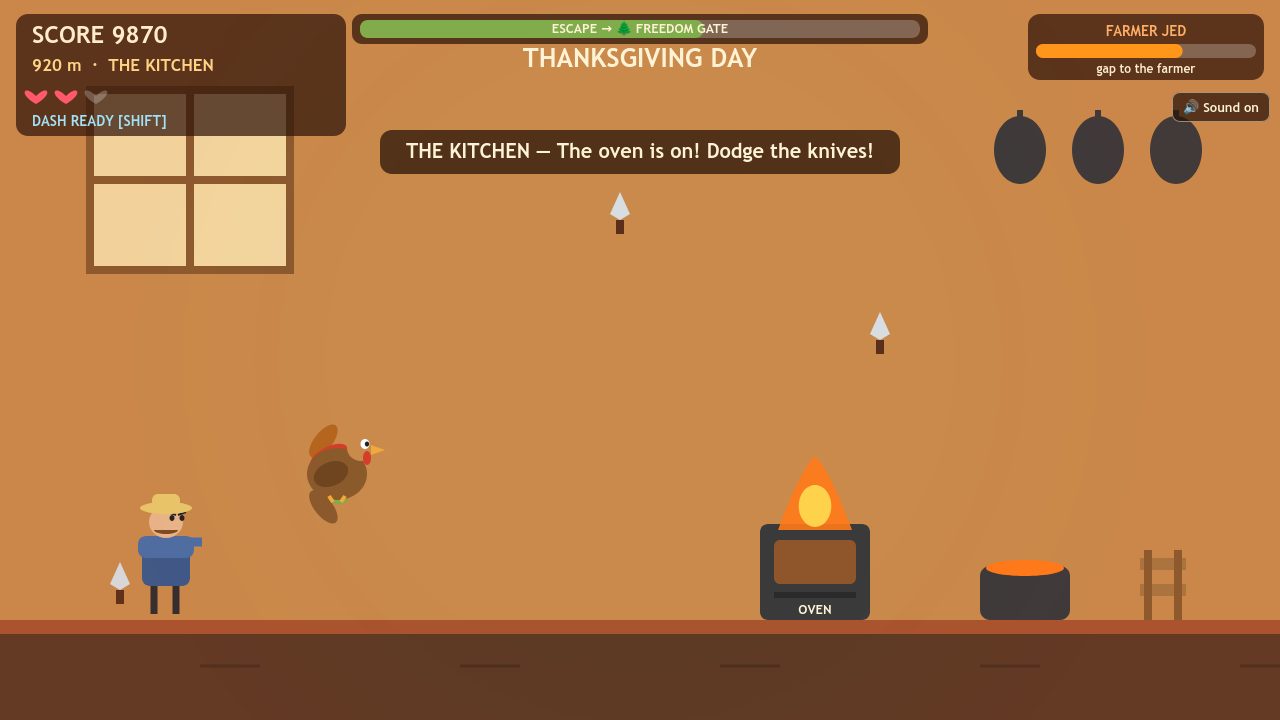 SCORE 9870
920 m · THE KITCHEN
DASH READY [SHIFT]
ESCAPE → 🌲 FREEDOM GATE
THANKSGIVING DAY
FARMER JED
gap to the farmer
🔊 Sound on
THE KITCHEN — The oven is on! Dodge the knives!
OVEN